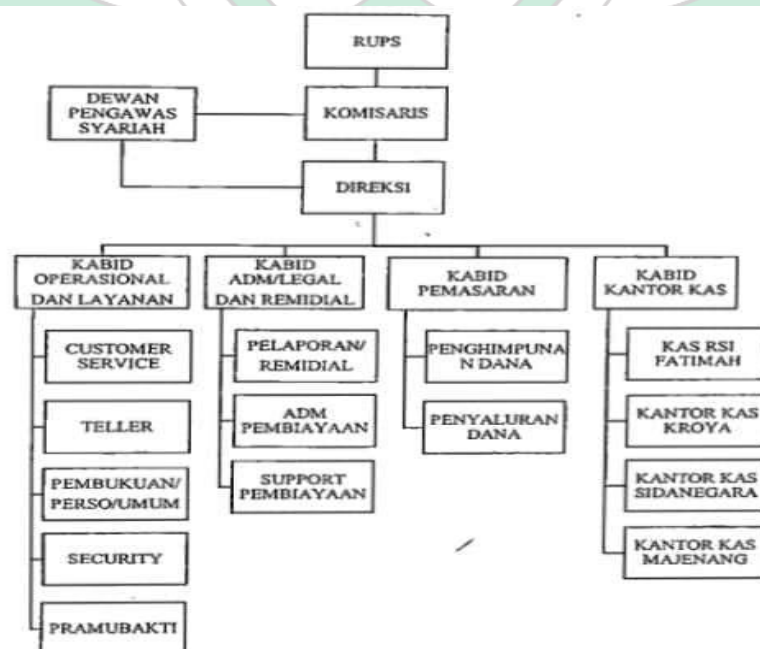 RUPS
DEWAN
PENGAWAS
SYARIAH
KOMISARIS
DIREKSI
KABID
OPERASIONAL
DAN LAYANAN
KABID
ADM/LEGAL
DAN REMIDIAL
KABID
PEMASARAN
KABID
KANTOR KAS
CUSTOMER
SERVICE
TELLER
PEMBUKUAN/
PERSO/UMUM
SECURITY
PRAMUBAKTI
PELAPORAN/
REMIDIAL
ADM
PEMBIAYAAN
SUPPORT
PEMBIAYAAN
PENGHIMPUNA
N DANA
PENYALURAN
DANA
KAS RSI
FATIMAH
KANTOR KAS
KROYA
KANTOR KAS
SIDANEGARA
KANTOR KAS
MAJENANG